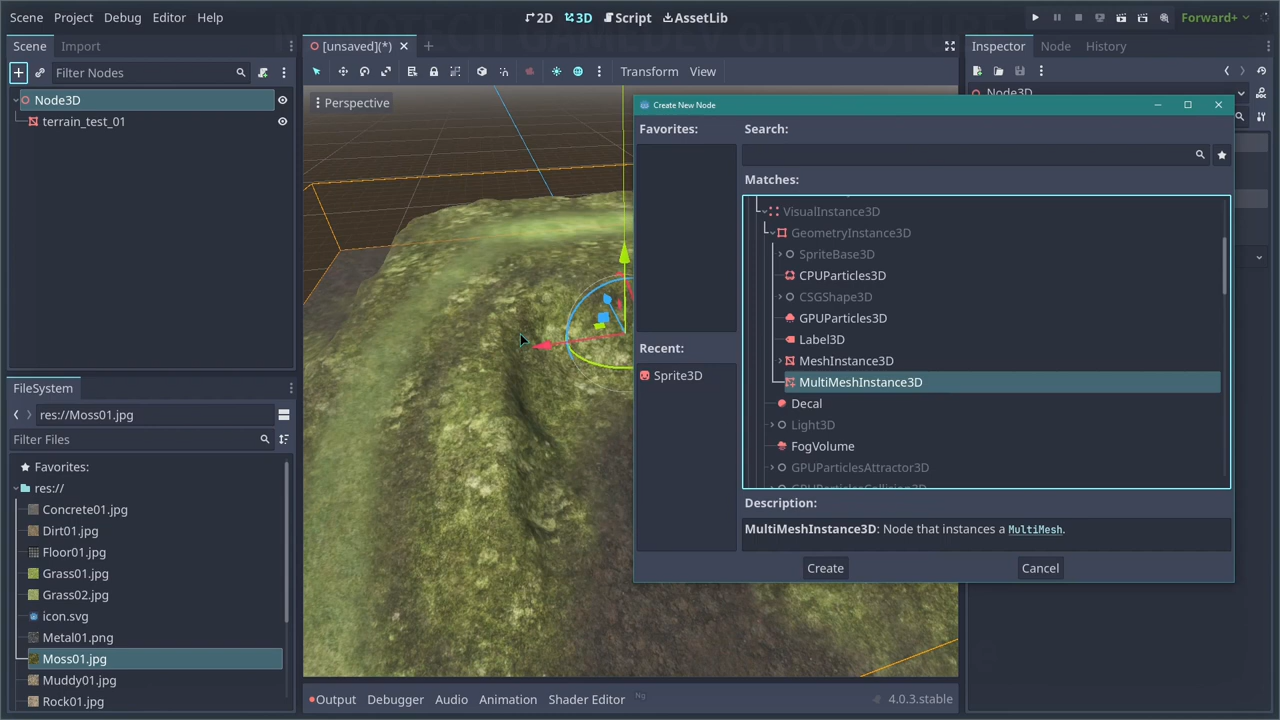 Scene Project Debug Editor Help
2D 3D Script AssetLib
Forward+
Scene Import
[unsaved](*)
Inspector Node History
Filter Nodes
Transform View
Node3D
terrain_test_01
Perspective
Node3D
Create New Node
Favorites:
Search:
Matches:
VisualInstance3D
GeometryInstance3D
SpriteBase3D
CPUParticles3D
CSGShape3D
GPUParticles3D
Label3D
MeshInstance3D
MultiMeshInstance3D
Decal
Light3D
FogVolume
GPUParticlesAttractor3D
GPUParticlesCollision3D
Recent:
Sprite3D
Description:
MultiMeshInstance3D: Node that instances a MultiMesh.
Create Cancel
FileSystem
res://Moss01.jpg
Filter Files
Favorites:
res://
Concrete01.jpg
Dirt01.jpg
Floor01.jpg
Grass01.jpg
Grass02.jpg
icon.svg
Metal01.png
Moss01.jpg
Muddy01.jpg
Rock01.jpg
Output Debugger Audio Animation Shader Editor
4.0.3.stable